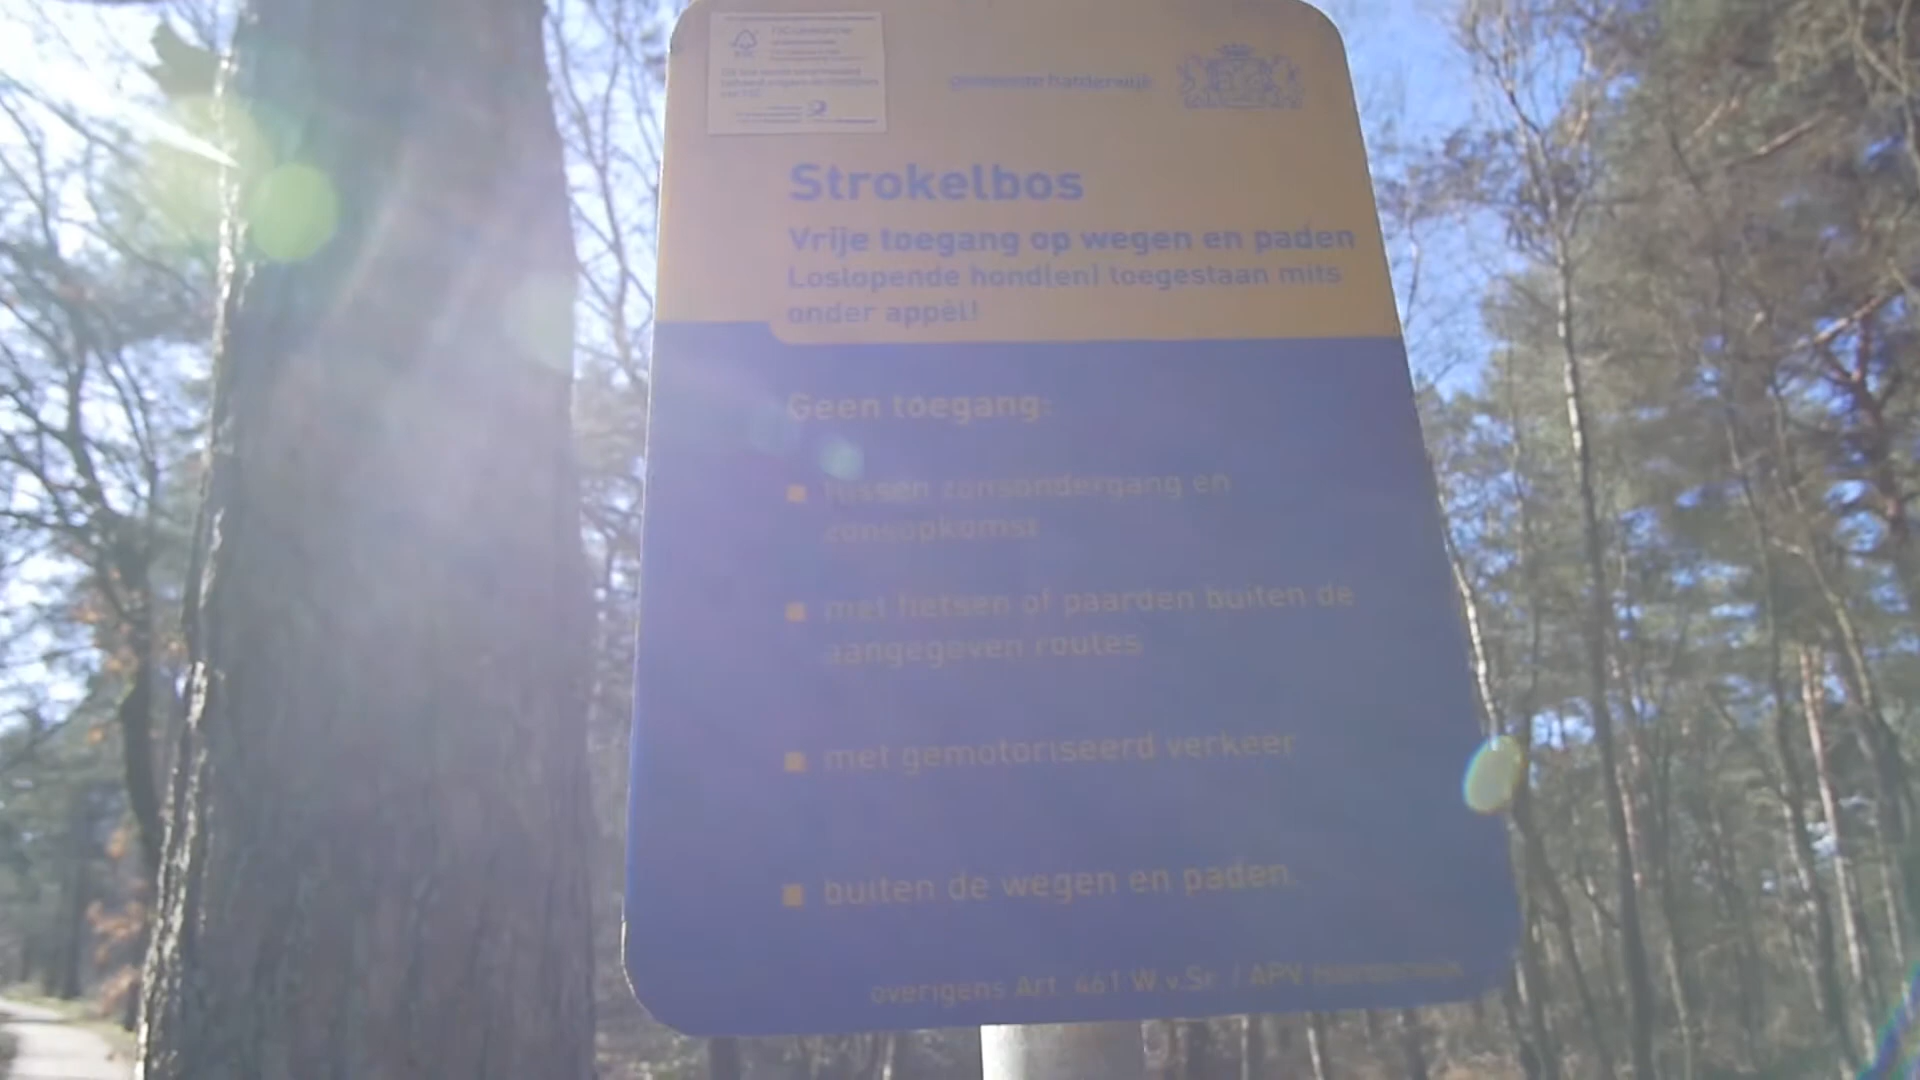 gemeente harderwijk
Strokelbos
Vrije toegang op wegen en paden
Loslopende hond(en) toegestaan mits
onder appèl!
Geen toegang:
tussen zonsondergang en
zonsopkomst
met fietsen of paarden buiten de
aangegeven routes
met gemotoriseerd verkeer
buiten de wegen en paden.
overigens Art. 461 W.v.Sr. / APV Harderwijk